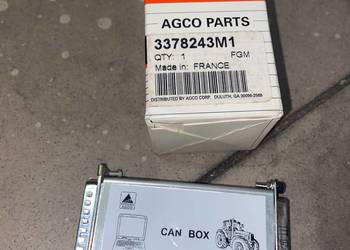 AGCO PARTS
3378243M1
QTY: 1 FGM
Made in: FRANCE
DISTRIBUTED BY AGCO CORP. DULUTH, GA 30096-2568
CAN BOX